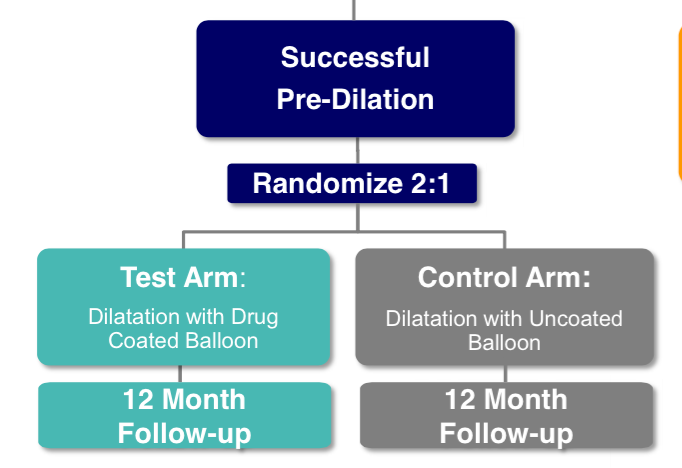 Successful
Pre-Dilation
Randomize 2:1
Test Arm:
Dilatation with Drug
Coated Balloon
Control Arm:
Dilatation with Uncoated
Balloon
12 Month
Follow-up
12 Month
Follow-up